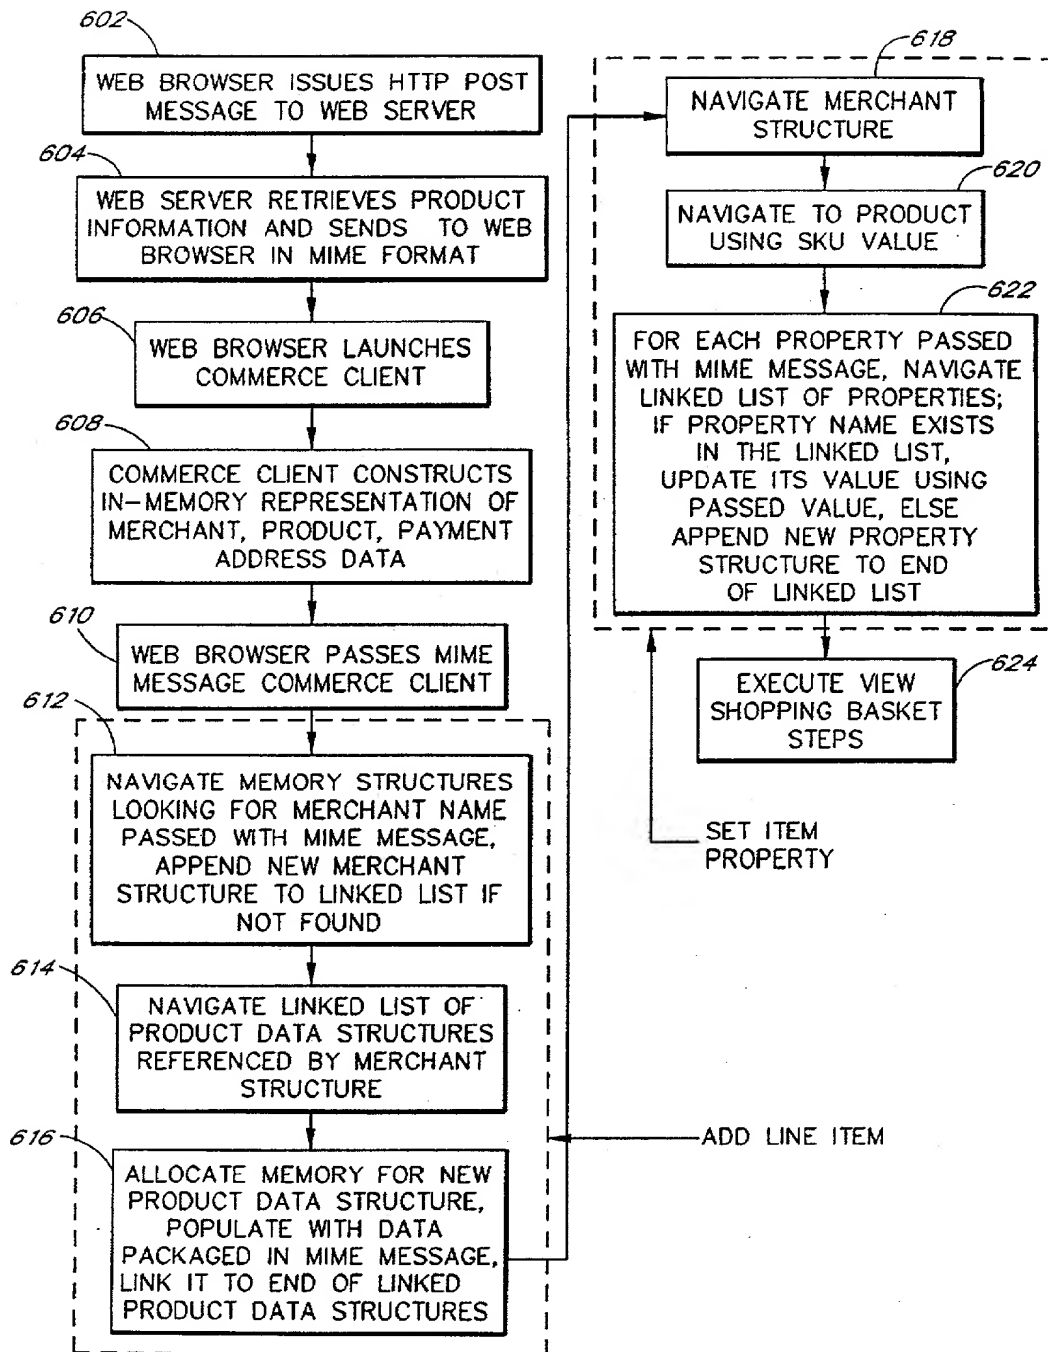 602
WEB BROWSER ISSUES HTTP POST
MESSAGE TO WEB SERVER
604
WEB SERVER RETRIEVES PRODUCT
INFORMATION AND SENDS TO WEB
BROWSER IN MIME FORMAT
606
WEB BROWSER LAUNCHES
COMMERCE CLIENT
608
COMMERCE CLIENT CONSTRUCTS
IN-MEMORY REPRESENTATION OF
MERCHANT, PRODUCT, PAYMENT
ADDRESS DATA
610
WEB BROWSER PASSES MIME
MESSAGE COMMERCE CLIENT
612
NAVIGATE MEMORY STRUCTURES
LOOKING FOR MERCHANT NAME
PASSED WITH MIME MESSAGE,
APPEND NEW MERCHANT
STRUCTURE TO LINKED LIST IF
NOT FOUND
614
NAVIGATE LINKED LIST OF
PRODUCT DATA STRUCTURES
REFERENCED BY MERCHANT
STRUCTURE
616
ALLOCATE MEMORY FOR NEW
PRODUCT DATA STRUCTURE,
POPULATE WITH DATA
PACKAGED IN MIME MESSAGE,
LINK IT TO END OF LINKED
PRODUCT DATA STRUCTURES
ADD LINE ITEM
618
NAVIGATE MERCHANT
STRUCTURE
620
NAVIGATE TO PRODUCT
USING SKU VALUE
622
FOR EACH PROPERTY PASSED
WITH MIME MESSAGE, NAVIGATE
LINKED LIST OF PROPERTIES;
IF PROPERTY NAME EXISTS
IN THE LINKED LIST,
UPDATE ITS VALUE USING
PASSED VALUE, ELSE
APPEND NEW PROPERTY
STRUCTURE TO END
OF LINKED LIST
624
EXECUTE VIEW
SHOPPING BASKET
STEPS
SET ITEM
PROPERTY